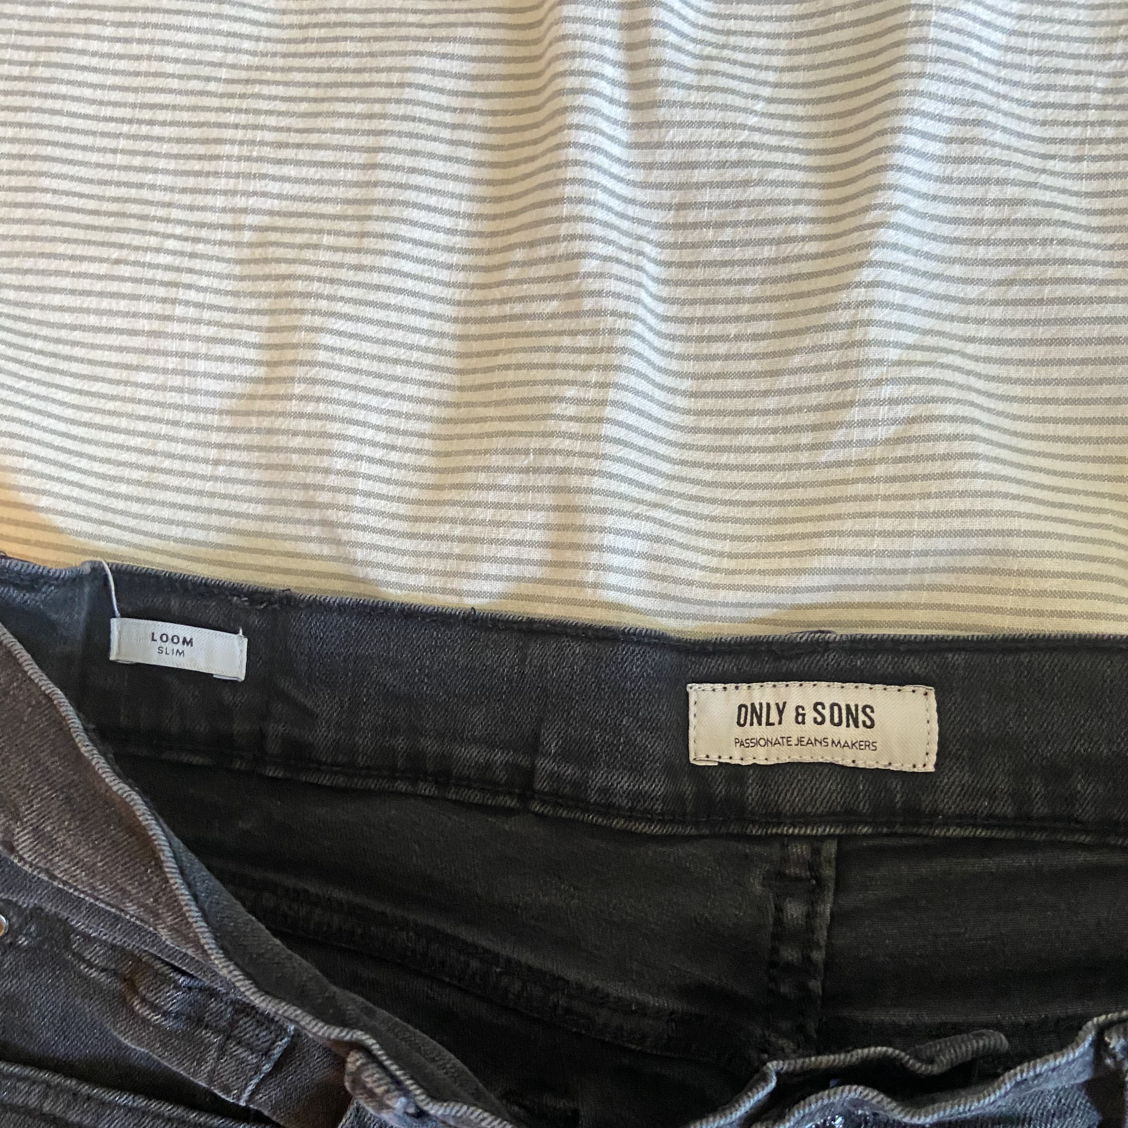 LOOM
SLIM
ONLY & SONS
PASSIONATE JEANS MAKERS